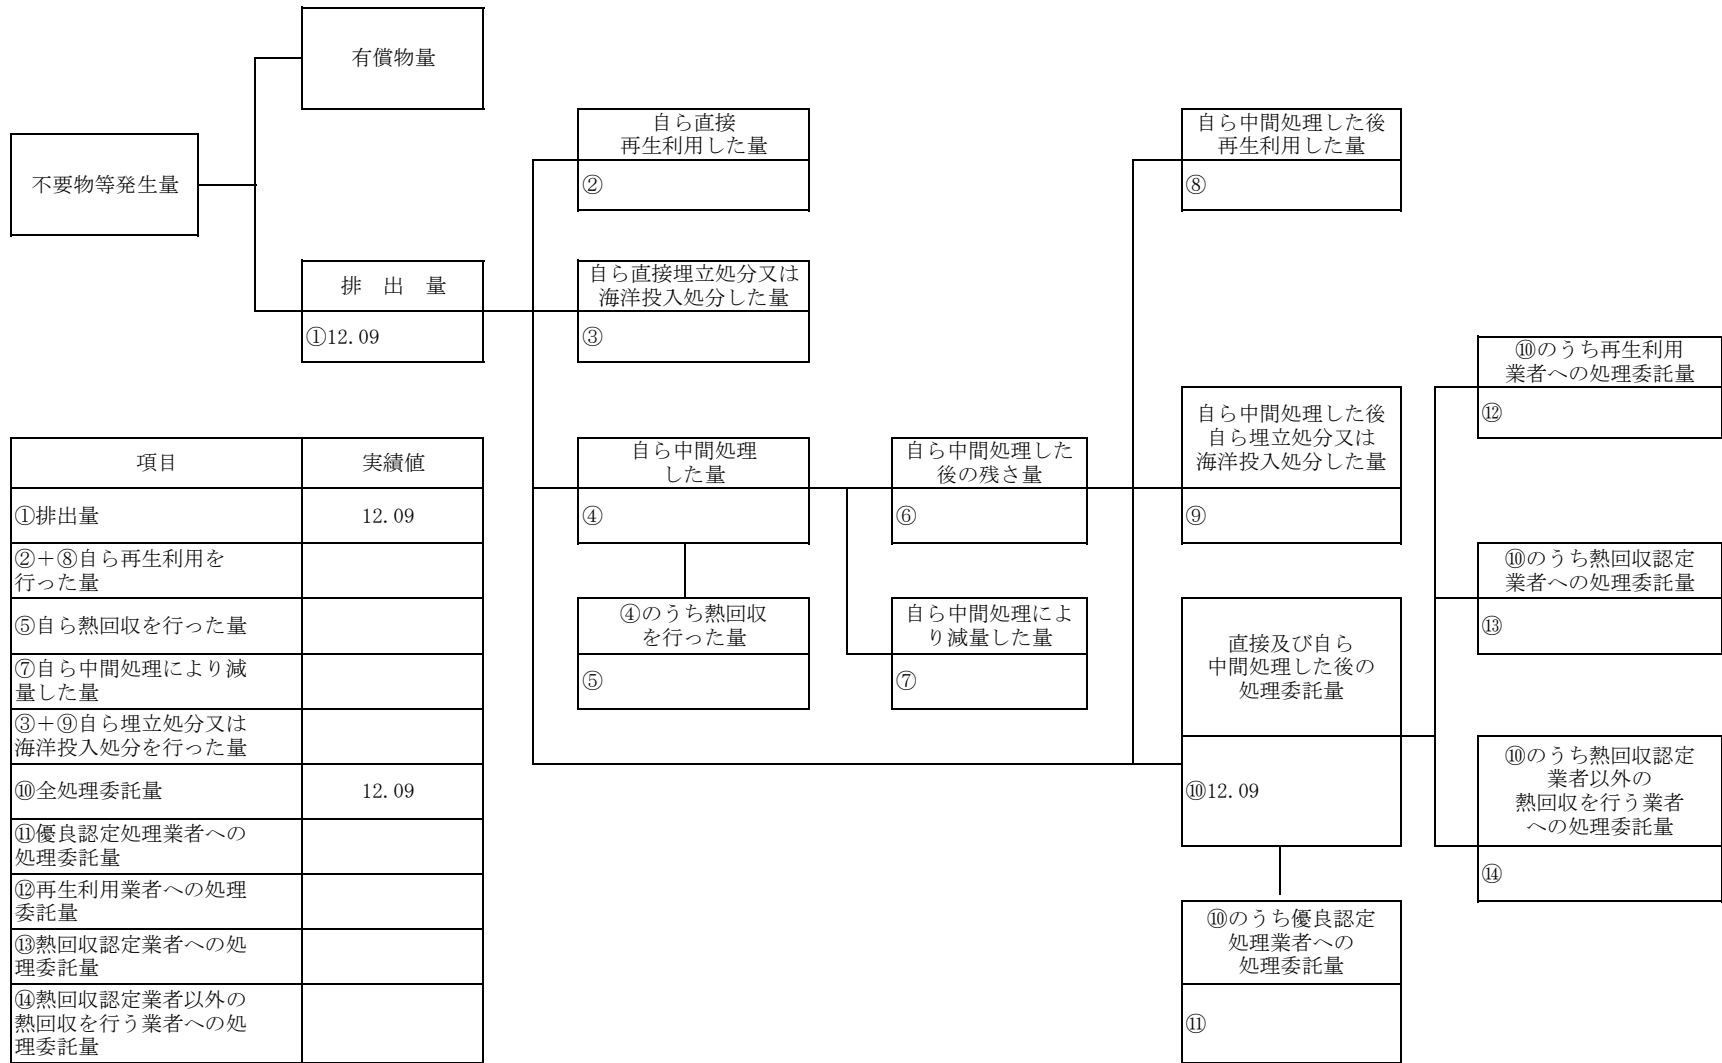 有償物量
不要物等発生量
排　出　量
①12.09
自ら直接
再生利用した量
②
自ら直接埋立処分又は
海洋投入処分した量
③
自ら中間処理
した量
④
④のうち熱回収
を行った量
⑤
自ら中間処理した
後の残さ量
⑥
自ら中間処理によ
り減量した量
⑦
自ら中間処理した後
再生利用した量
⑧
自ら中間処理した後
自ら埋立処分又は
海洋投入処分した量
⑨
直接及び自ら
中間処理した後の
処理委託量
⑩12.09
⑩のうち優良認定
処理業者への
処理委託量
⑪
⑩のうち再生利用
業者への処理委託量
⑫
⑩のうち熱回収認定
業者への処理委託量
⑬
⑩のうち熱回収認定
業者以外の
熱回収を行う業者
への処理委託量
⑭
項目 実績値
①排出量 12.09
②＋⑧自ら再生利用を
行った量
⑤自ら熱回収を行った量
⑦自ら中間処理により減
量した量
③＋⑨自ら埋立処分又は
海洋投入処分を行った量
⑩全処理委託量 12.09
⑪優良認定処理業者への
処理委託量
⑫再生利用業者への処理
委託量
⑬熱回収認定業者への処
理委託量
⑭熱回収認定業者以外の
熱回収を行う業者への処
理委託量